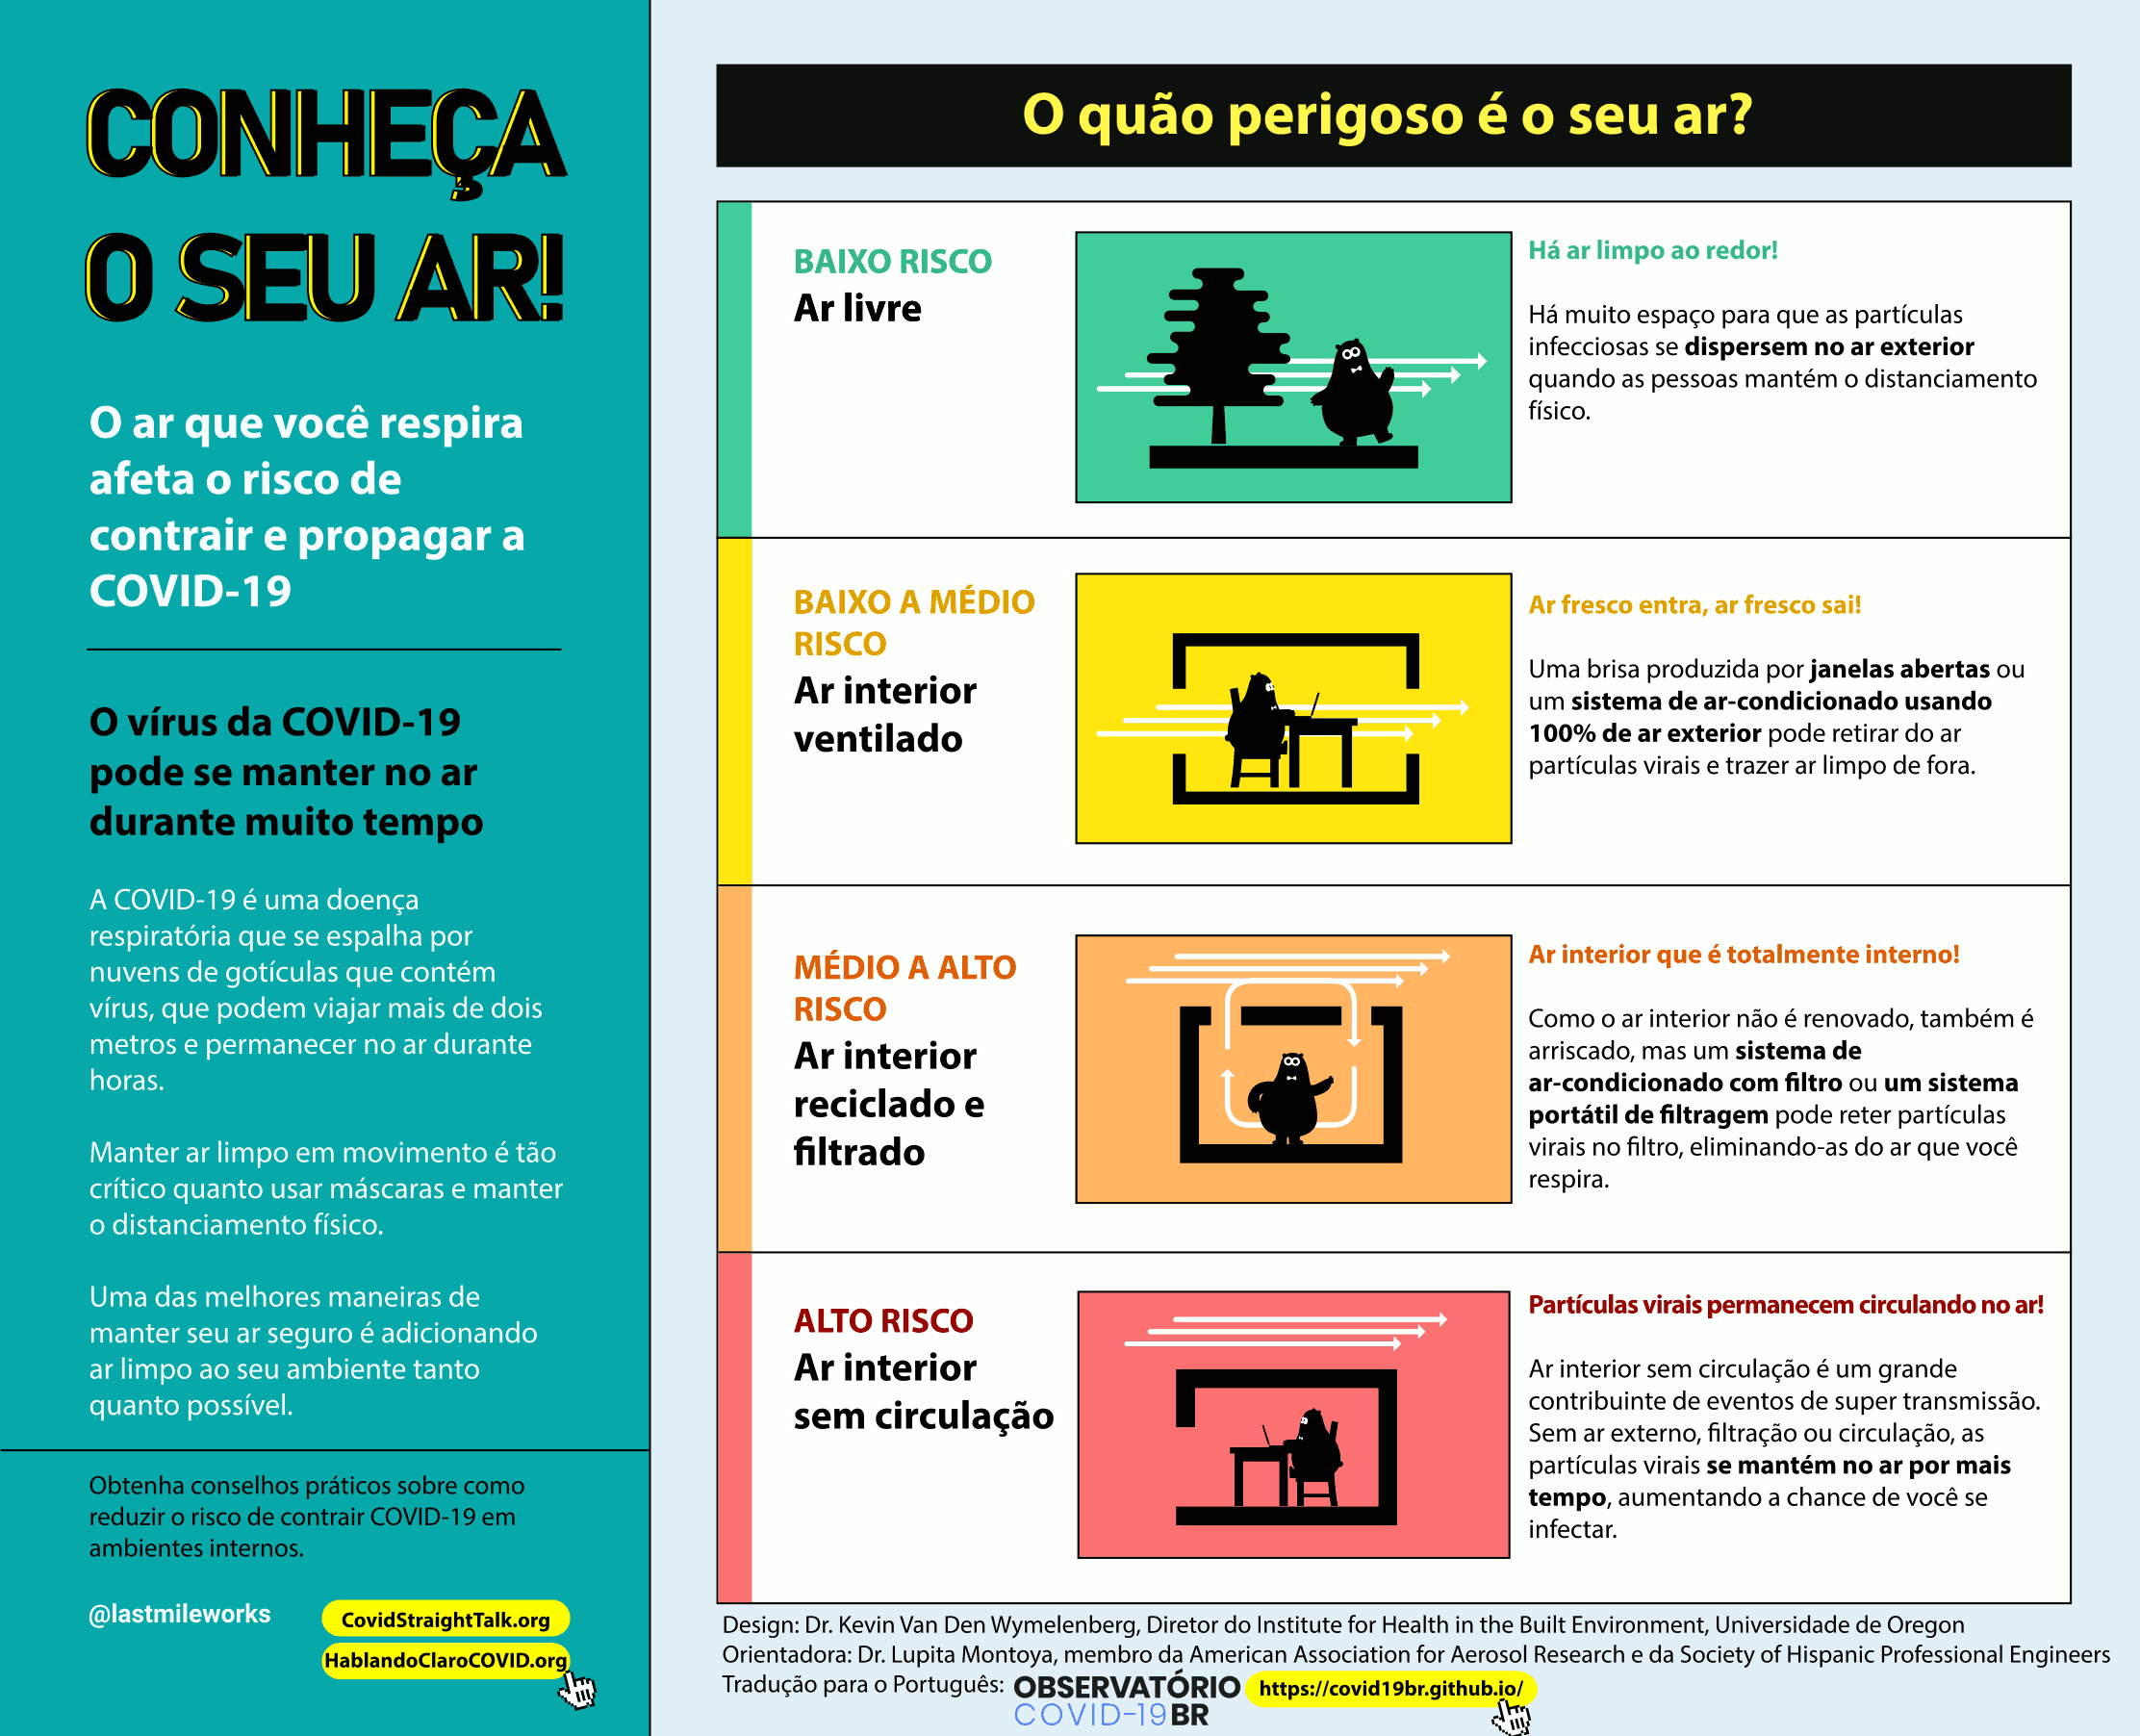 CONHEÇA
O SEU AR!
O ar que você respira
afeta o risco de
contrair e propagar a
COVID-19
O vírus da COVID-19
pode se manter no ar
durante muito tempo
A COVID-19 é uma doença
respiratória que se espalha por
nuvens de gotículas que contém
vírus, que podem viajar mais de dois
metros e permanecer no ar durante
horas.
Manter ar limpo em movimento é tão
crítico quanto usar máscaras e manter
o distanciamento físico.
Uma das melhores maneiras de
manter seu ar seguro é adicionando
ar limpo ao seu ambiente tanto
quanto possível.
Obtenha conselhos práticos sobre como
reduzir o risco de contrair COVID-19 em
ambientes internos.
@lastmileworks
CovidStraightTalk.org
HablandoClaroCOVID.org
O quão perigoso é o seu ar?
BAIXO RISCO
Ar livre
Há ar limpo ao redor!
Há muito espaço para que as partículas
infecciosas se dispersem no ar exterior
quando as pessoas mantém o distanciamento
físico.
BAIXO A MÉDIO
RISCO
Ar interior
ventilado
Ar fresco entra, ar fresco sai!
Uma brisa produzida por janelas abertas ou
um sistema de ar-condicionado usando
100% de ar exterior pode retirar do ar
partículas virais e trazer ar limpo de fora.
MÉDIO A ALTO
RISCO
Ar interior
reciclado e
filtrado
Ar interior que é totalmente interno!
Como o ar interior não é renovado, também é
arriscado, mas um sistema de
ar-condicionado com filtro ou um sistema
portátil de filtragem pode reter partículas
virais no filtro, eliminando-as do ar que você
respira.
ALTO RISCO
Ar interior
sem circulação
Partículas virais permanecem circulando no ar!
Ar interior sem circulação é um grande
contribuinte de eventos de super transmissão.
Sem ar externo, filtração ou circulação, as
partículas virais se mantém no ar por mais
tempo, aumentando a chance de você se
infectar.
Design: Dr. Kevin Van Den Wymelenberg, Diretor do Institute for Health in the Built Environment, Universidade de Oregon
Orientadora: Dr. Lupita Montoya, membro da American Association for Aerosol Research e da Society of Hispanic Professional Engineers
Tradução para o Português: OBSERVATÓRIO https://covid19br.github.io/
COVID-19 BR